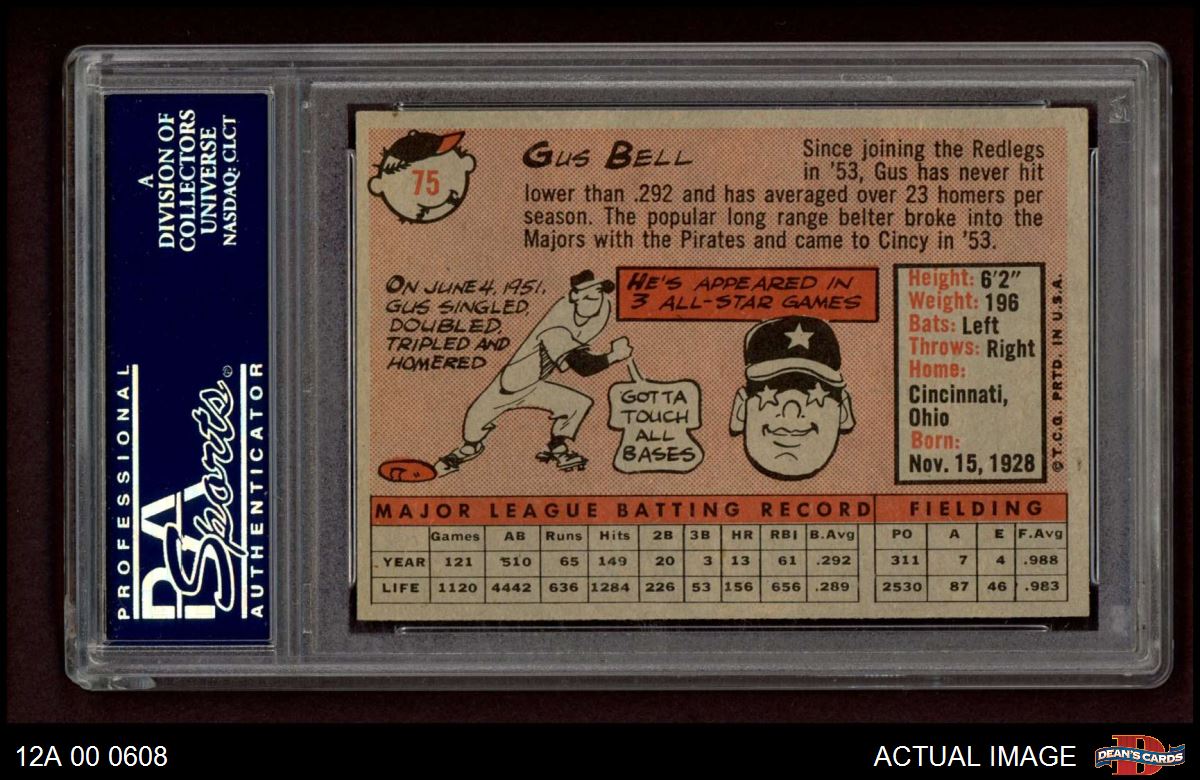 A
DIVISION OF
COLLECTORS
UNIVERSE
NASDAQ: CLCT
PROFESSIONAL
PSA
Sports®
AUTHENTICATOR
75
GUS BELL
Since joining the Redlegs
in '53, Gus has never hit
lower than .292 and has averaged over 23 homers per
season. The popular long range belter broke into the
Majors with the Pirates and came to Cincy in '53.
ON JUNE 4, 1951,
GUS SINGLED,
DOUBLED,
TRIPLED AND
HOMERED
GOTTA
TOUCH
ALL
BASES
HE'S APPEARED IN
3 ALL-STAR GAMES
Height: 6'2"
Weight: 196
Bats: Left
Throws: Right
Home:
Cincinnati,
Ohio
Born:
Nov. 15, 1928
© T.C.G. PRTD. IN U.S.A.
MAJOR LEAGUE BATTING RECORD FIELDING
Games AB Runs Hits 2B 3B HR RBI B.Avg PO A E F.Avg
YEAR 121 510 65 149 20 3 13 61 .292 311 7 4 .988
LIFE 1120 4442 636 1284 226 53 156 656 .289 2530 87 46 .983
12A 00 0608
ACTUAL IMAGE
D
DEAN'S CARDS